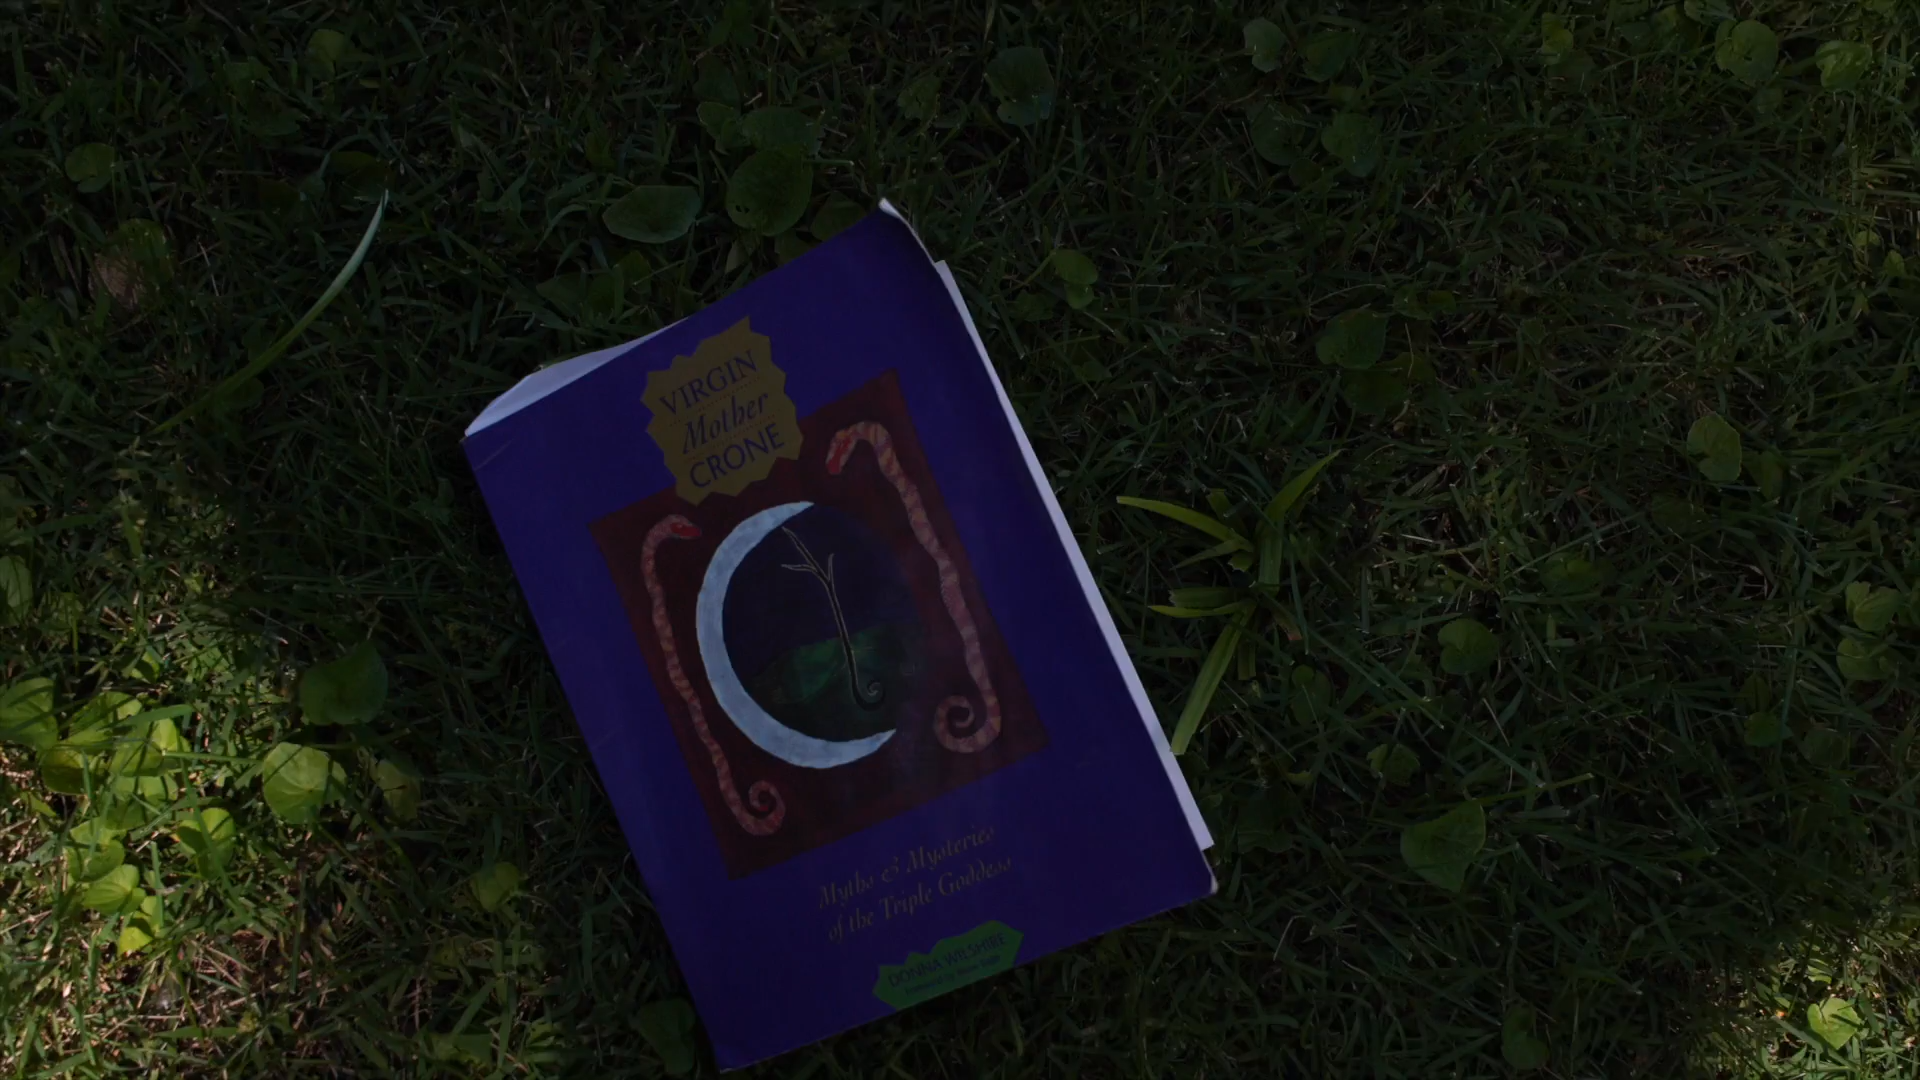 VIRGIN
Mother
CRONE
Myths & Mysteries
of the Triple Goddess
DONNA WILSHIRE